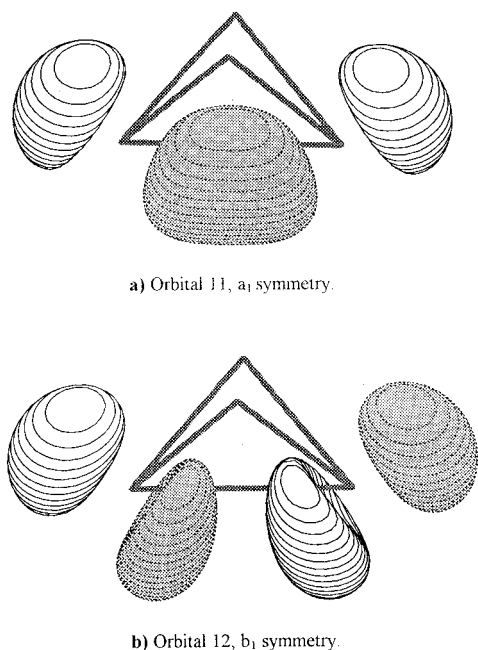 a) Orbital 11, a₁ symmetry.
b) Orbital 12, b₁ symmetry.